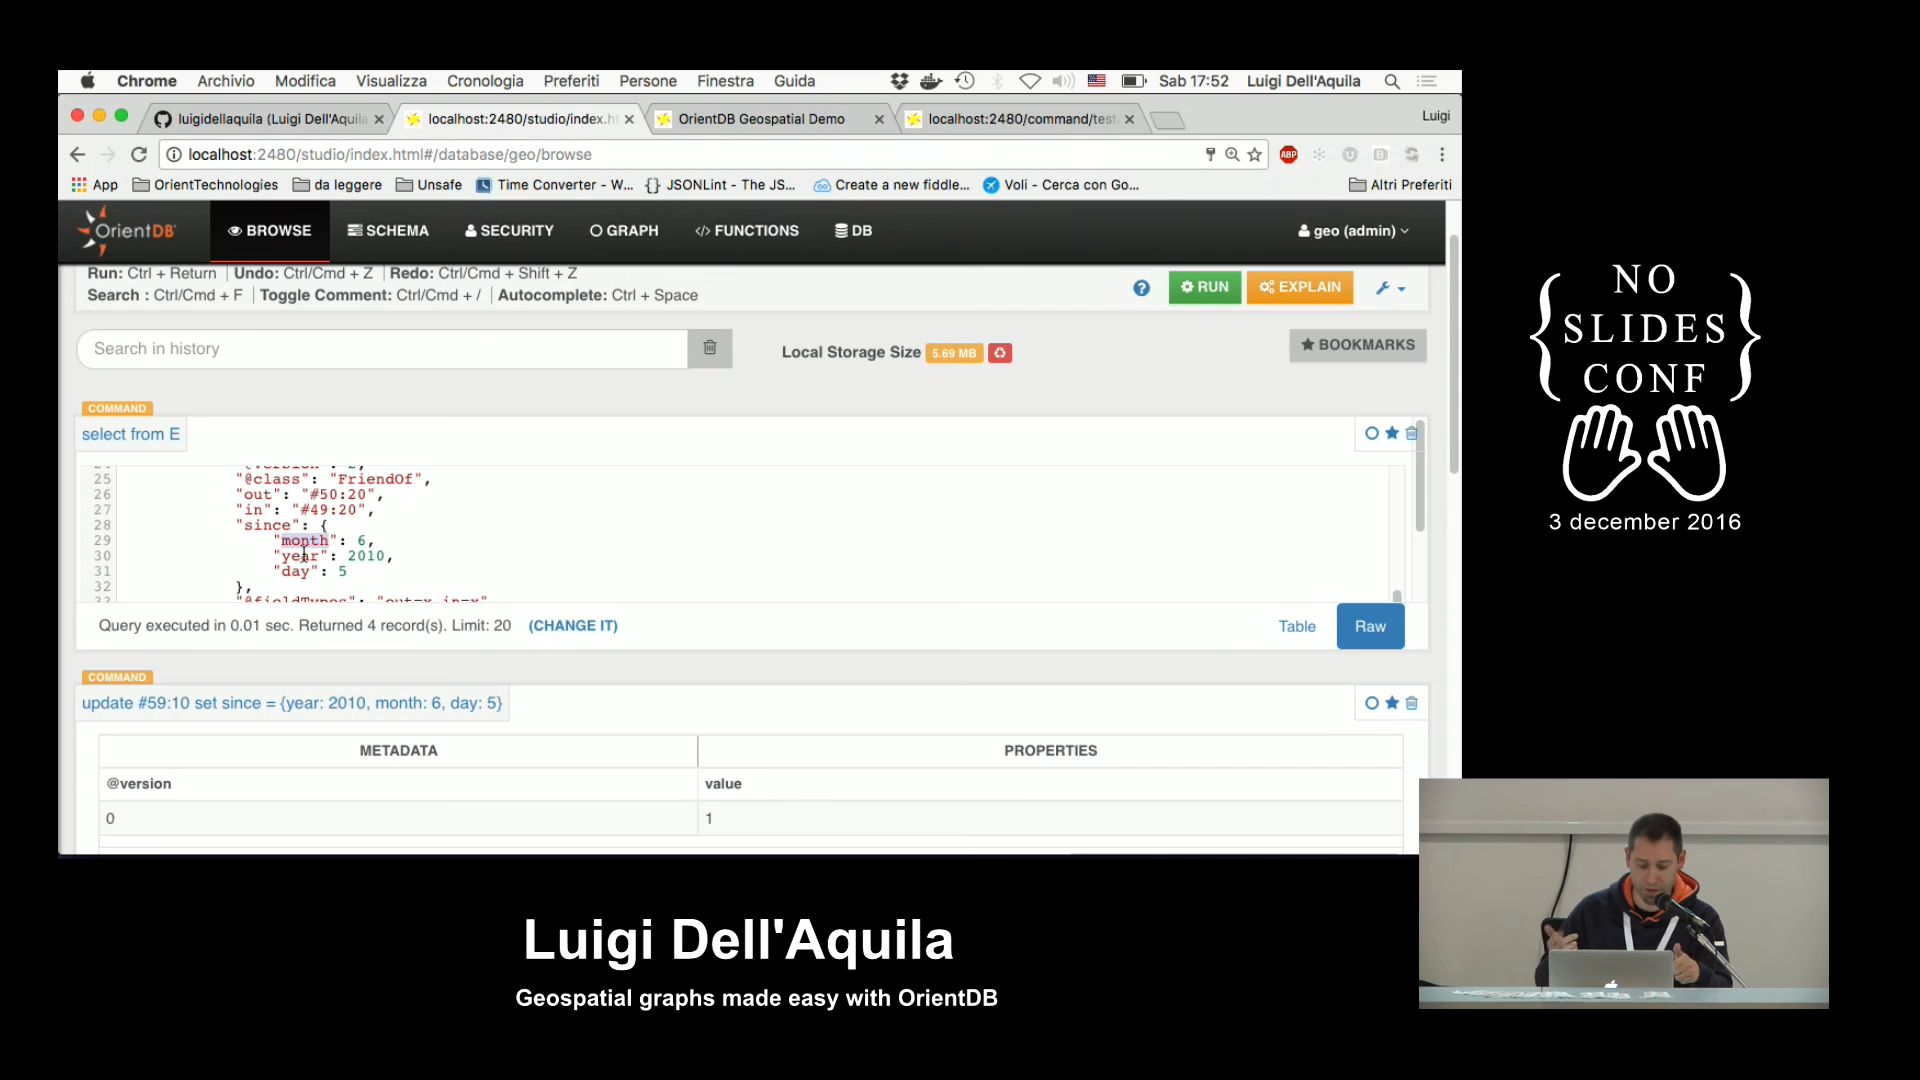 Chrome Archivio Modifica Visualizza Cronologia Preferiti Persone Finestra Guida Sab 17:52 Luigi Dell'Aquila
luigidellaquila (Luigi Dell'Aquila localhost:2480/studio/index.h OrientDB Geospatial Demo localhost:2480/command/test Luigi
localhost:2480/studio/index.html#/database/geo/browse ABP
App OrientTechnologies da leggere Unsafe Time Converter - W... JSONLint - The JS... Create a new fiddle... Voli - Cerca con Go... Altri Preferiti
OrientDB BROWSE SCHEMA SECURITY GRAPH FUNCTIONS DB geo (admin)
Run: Ctrl + Return Undo: Ctrl/Cmd + Z Redo: Ctrl/Cmd + Shift + Z
Search : Ctrl/Cmd + F Toggle Comment: Ctrl/Cmd + / Autocomplete: Ctrl + Space
RUN EXPLAIN
Search in history
Local Storage Size 5.69 MB
BOOKMARKS
COMMAND
select from E
25 "@class": "FriendOf",
26 "out": "#50:20",
27 "in": "#49:20",
28 "since": {
29 "month": 6,
30 "year": 2010,
31 "day": 5
32 },
Query executed in 0.01 sec. Returned 4 record(s). Limit: 20 (CHANGE IT)
Table Raw
COMMAND
update #59:10 set since = {year: 2010, month: 6, day: 5}
METADATA PROPERTIES
@version value
0 1
NO
SLIDES
CONF
3 december 2016
Luigi Dell'Aquila
Geospatial graphs made easy with OrientDB